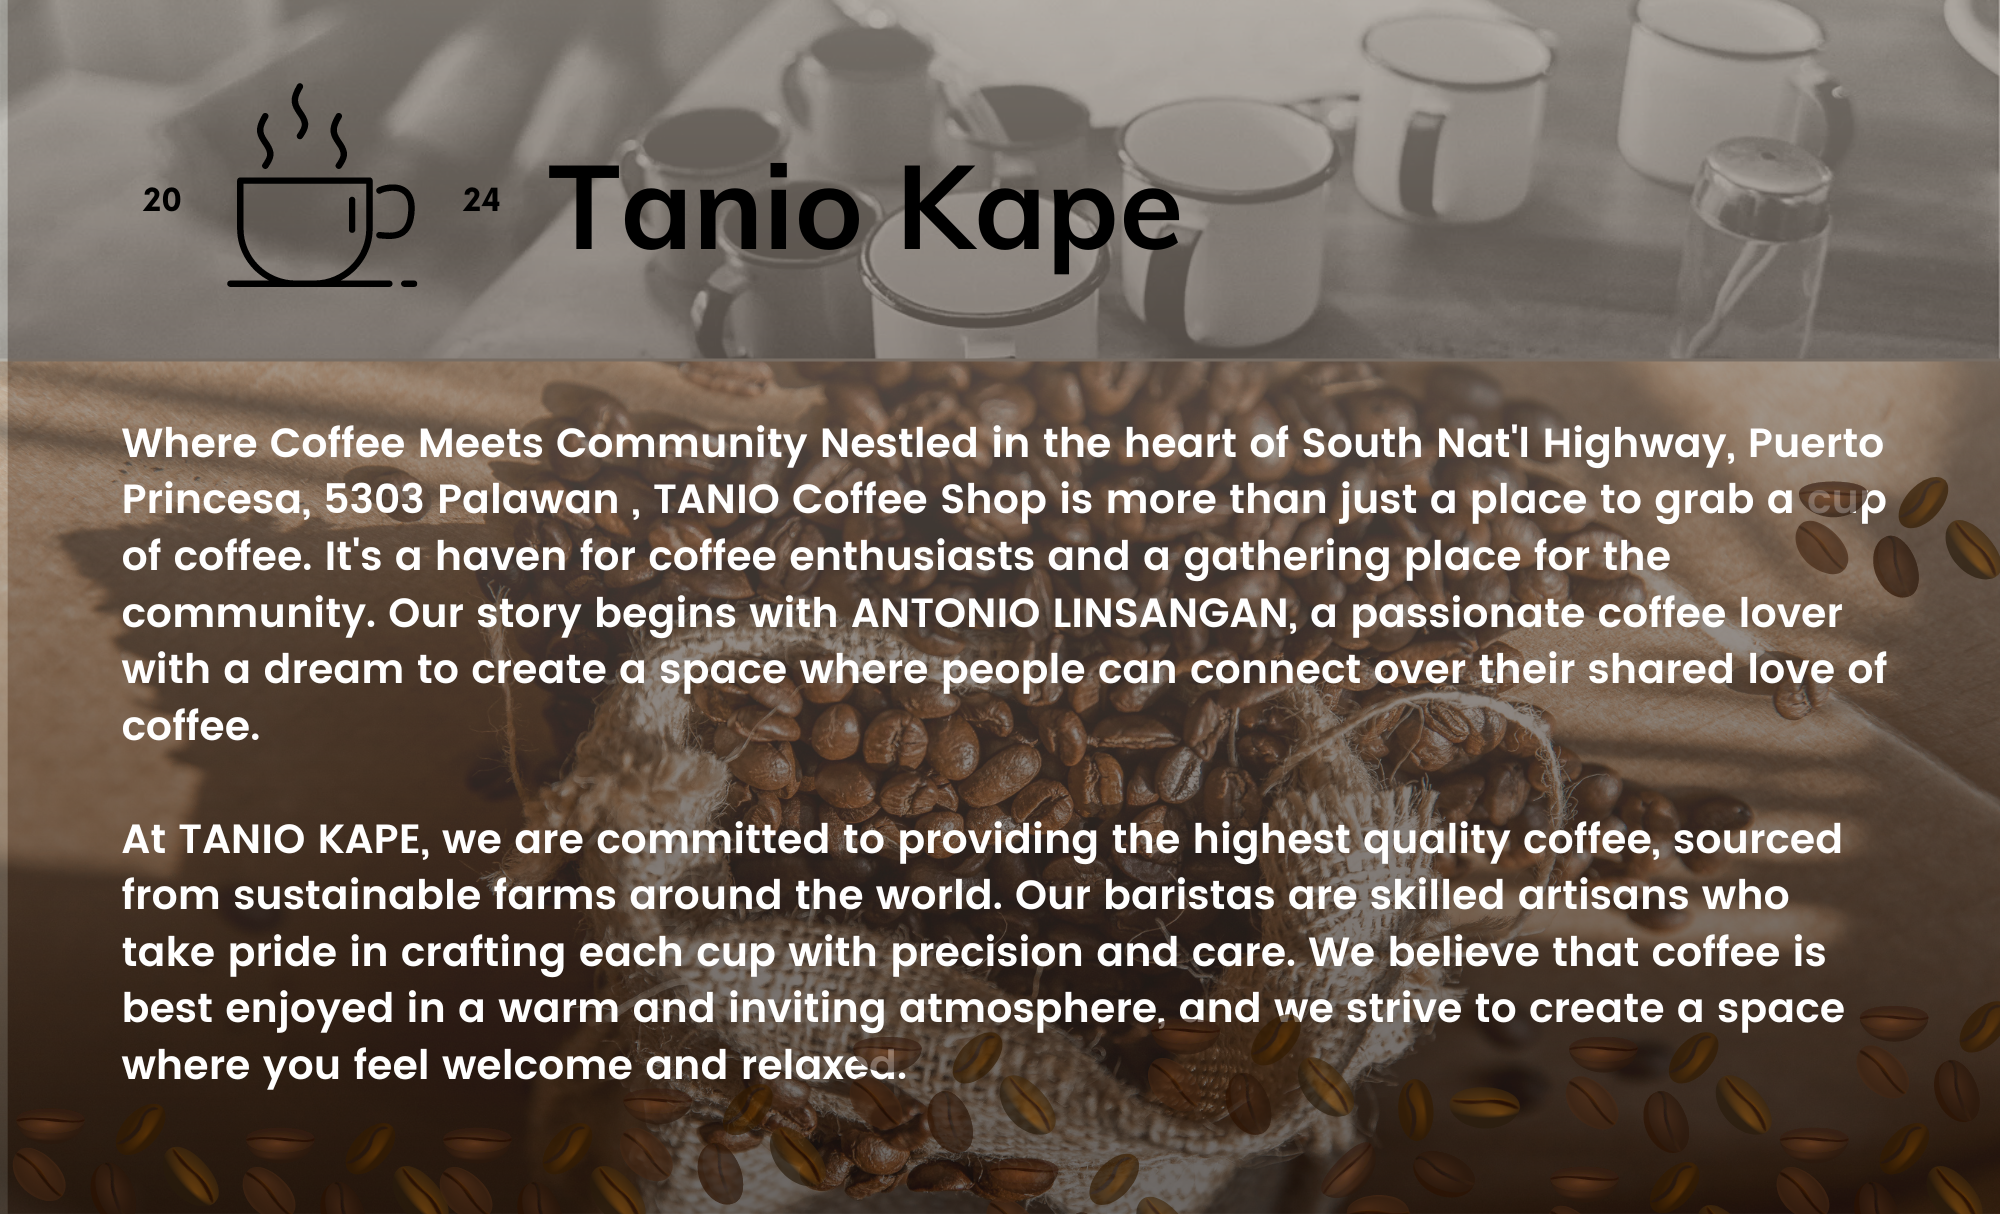 20 24 Tanio Kape
Where Coffee Meets Community Nestled in the heart of South Nat'l Highway, Puerto
Princesa, 5303 Palawan , TANIO Coffee Shop is more than just a place to grab a cup
of coffee. It's a haven for coffee enthusiasts and a gathering place for the
community. Our story begins with ANTONIO LINSANGAN, a passionate coffee lover
with a dream to create a space where people can connect over their shared love of
coffee.
At TANIO KAPE, we are committed to providing the highest quality coffee, sourced
from sustainable farms around the world. Our baristas are skilled artisans who
take pride in crafting each cup with precision and care. We believe that coffee is
best enjoyed in a warm and inviting atmosphere, and we strive to create a space
where you feel welcome and relaxed.